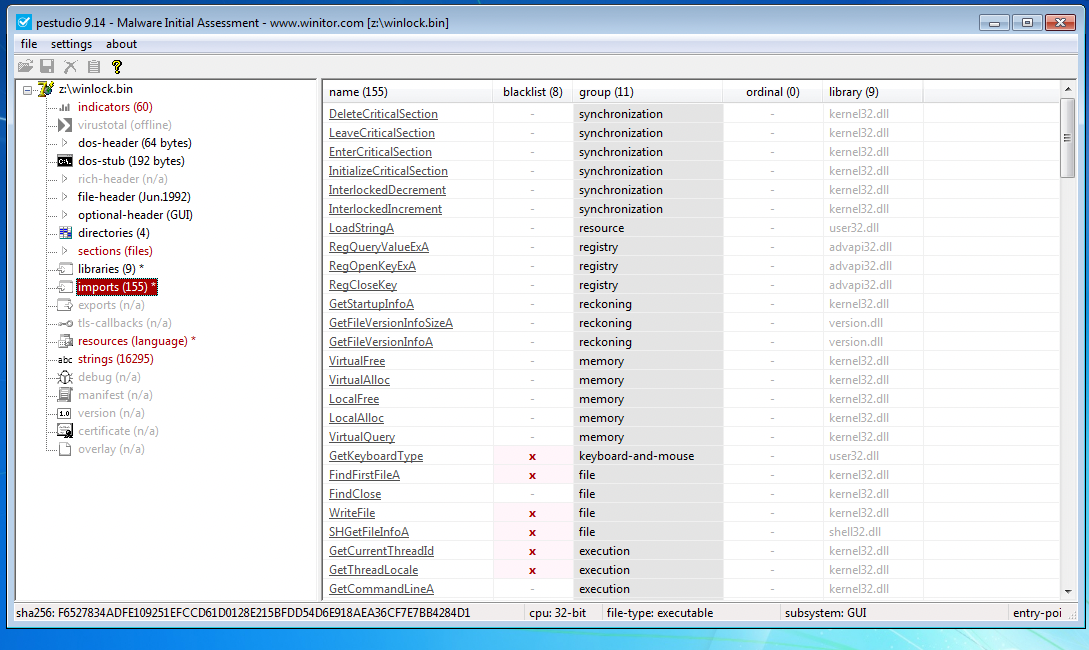 pestudio 9.14 - Malware Initial Assessment - www.winitor.com [z:\winlock.bin]
file settings about
z:\winlock.bin
indicators (60)
virustotal (offline)
dos-header (64 bytes)
dos-stub (192 bytes)
rich-header (n/a)
file-header (Jun.1992)
optional-header (GUI)
directories (4)
sections (files)
libraries (9) *
imports (155) *
exports (n/a)
tls-callbacks (n/a)
resources (language) *
abc strings (16295)
debug (n/a)
manifest (n/a)
1.0 version (n/a)
certificate (n/a)
overlay (n/a)
name (155) blacklist (8) group (11) ordinal (0) library (9)
DeleteCriticalSection - synchronization - kernel32.dll
LeaveCriticalSection - synchronization - kernel32.dll
EnterCriticalSection - synchronization - kernel32.dll
InitializeCriticalSection - synchronization - kernel32.dll
InterlockedDecrement - synchronization - kernel32.dll
InterlockedIncrement - synchronization - kernel32.dll
LoadStringA - resource - user32.dll
RegQueryValueExA - registry - advapi32.dll
RegOpenKeyExA - registry - advapi32.dll
RegCloseKey - registry - advapi32.dll
GetStartupInfoA - reckoning - kernel32.dll
GetFileVersionInfoSizeA - reckoning - version.dll
GetFileVersionInfoA - reckoning - version.dll
VirtualFree - memory - kernel32.dll
VirtualAlloc - memory - kernel32.dll
LocalFree - memory - kernel32.dll
LocalAlloc - memory - kernel32.dll
VirtualQuery - memory - kernel32.dll
GetKeyboardType x keyboard-and-mouse - user32.dll
FindFirstFileA x file - kernel32.dll
FindClose - file - kernel32.dll
WriteFile x file - kernel32.dll
SHGetFileInfoA x file - shell32.dll
GetCurrentThreadId x execution - kernel32.dll
GetThreadLocale x execution - kernel32.dll
GetCommandLineA - execution - kernel32.dll
sha256: F6527834ADFE109251EFCCD61D0128E215BFDD54D6E918AEA36CF7E7BB4284D1 cpu: 32-bit file-type: executable subsystem: GUI entry-poi